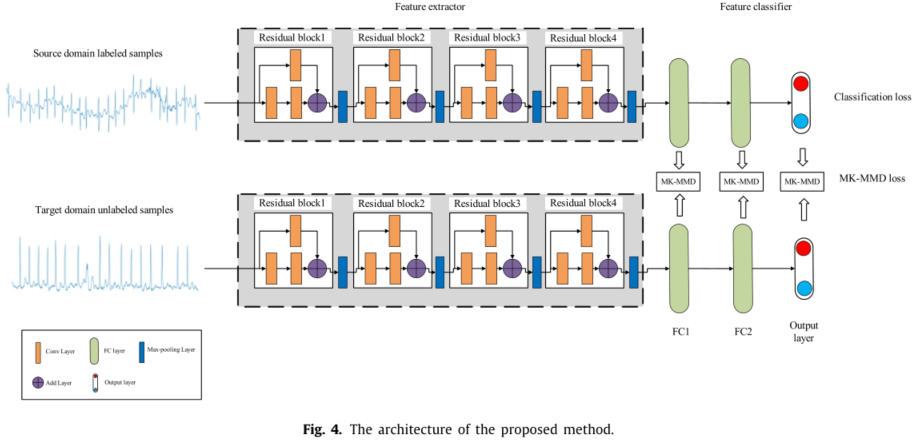 Feature extractor
Feature classifier
Source domain labeled samples
Residual block1
Residual block2
Residual block3
Residual block4
Classification loss
MK-MMD
MK-MMD
MK-MMD
MK-MMD loss
Target domain unlabeled samples
Residual block1
Residual block2
Residual block3
Residual block4
FC1
FC2
Output
layer
Conv Layer
FC layer
Max-pooling Layer
Add Layer
Output layer
Fig. 4. The architecture of the proposed method.